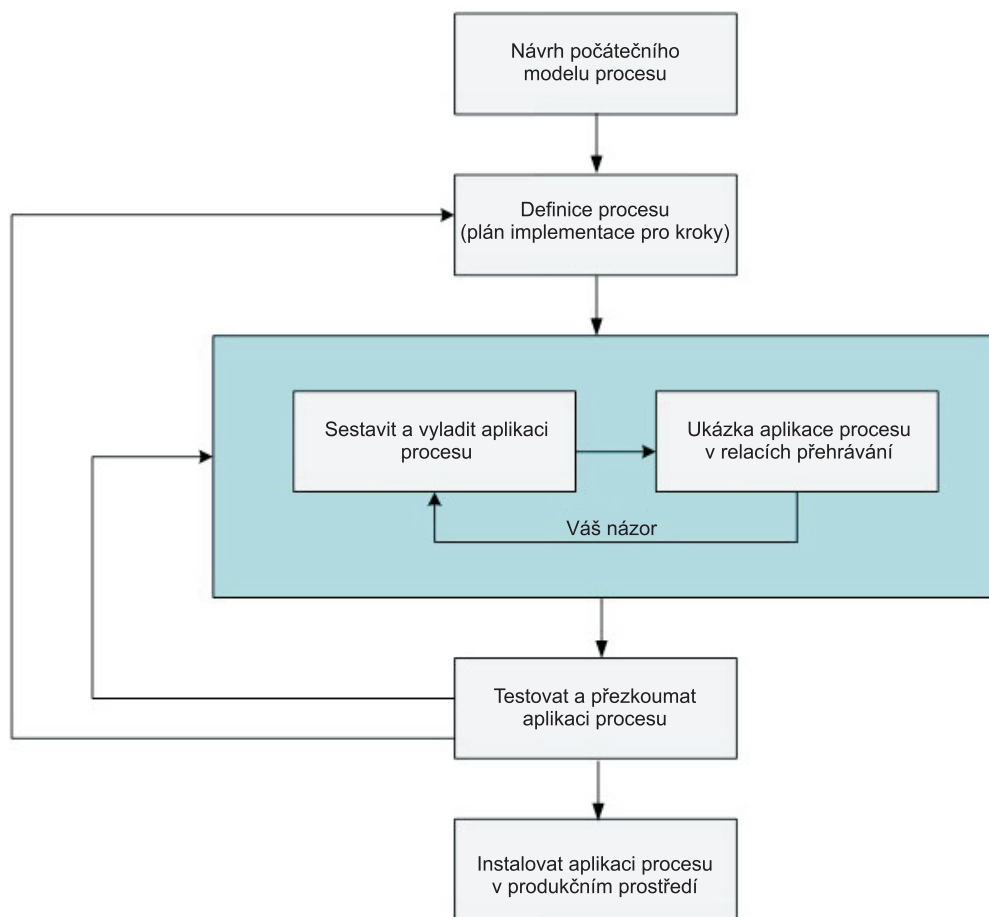 Návrh počátečního
modelu procesu
Definice procesu
(plán implementace pro kroky)
Sestavit a vyladit aplikaci
procesu
Ukázka aplikace procesu
v relacích přehrávání
Váš názor
Testovat a přezkoumat
aplikaci procesu
Instalovat aplikaci procesu
v produkčním prostředí